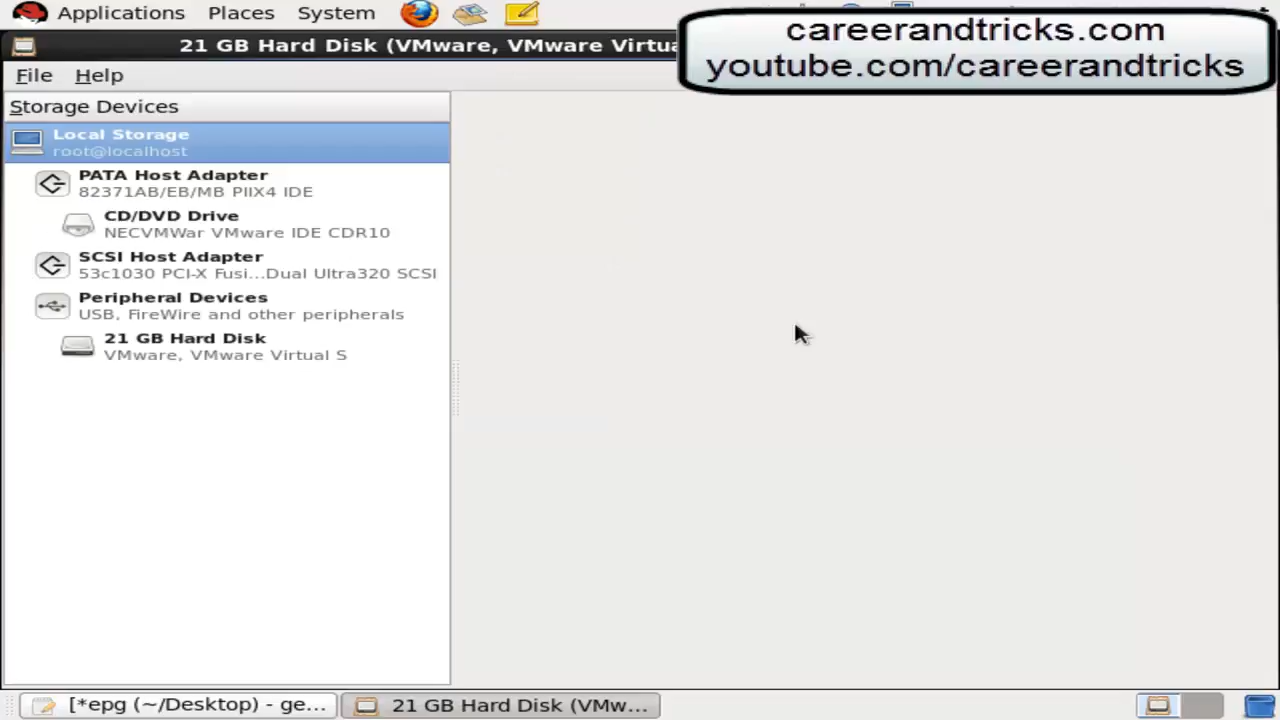 Applications Places System
careerandtricks.com
youtube.com/careerandtricks
21 GB Hard Disk (VMware, VMware Virtua
File Help
Storage Devices
Local Storage
root@localhost
PATA Host Adapter
82371AB/EB/MB PIIX4 IDE
CD/DVD Drive
NECVMWar VMware IDE CDR10
SCSI Host Adapter
53c1030 PCI-X Fusi...Dual Ultra320 SCSI
Peripheral Devices
USB, FireWire and other peripherals
21 GB Hard Disk
VMware, VMware Virtual S
[*epg (~/Desktop) - ge... 21 GB Hard Disk (VMw...